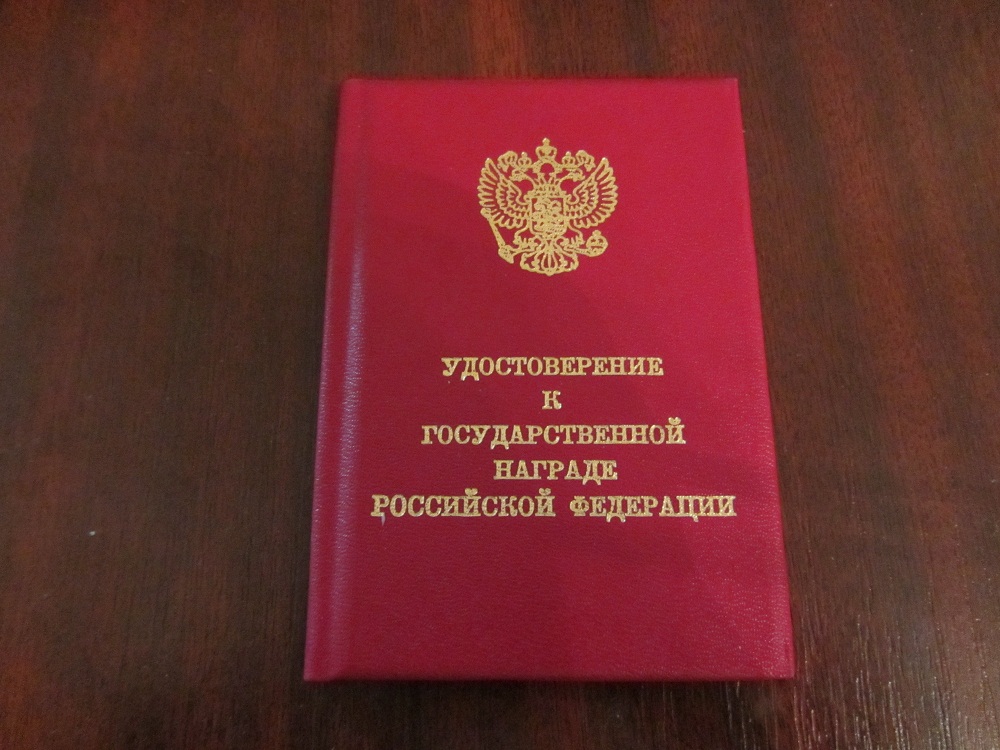 УДОСТОВЕРЕНИЕ
К
ГОСУДАРСТВЕННОЙ
НАГРАДЕ
РОССИЙСКОЙ ФЕДЕРАЦИИ